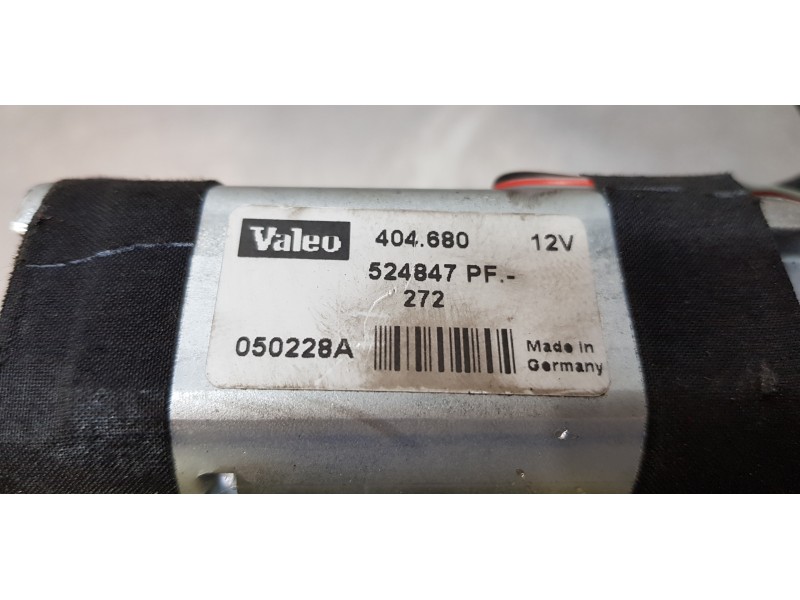 Valeo 404.680 12V
524847 PF.-
272
050228A Made in
Germany